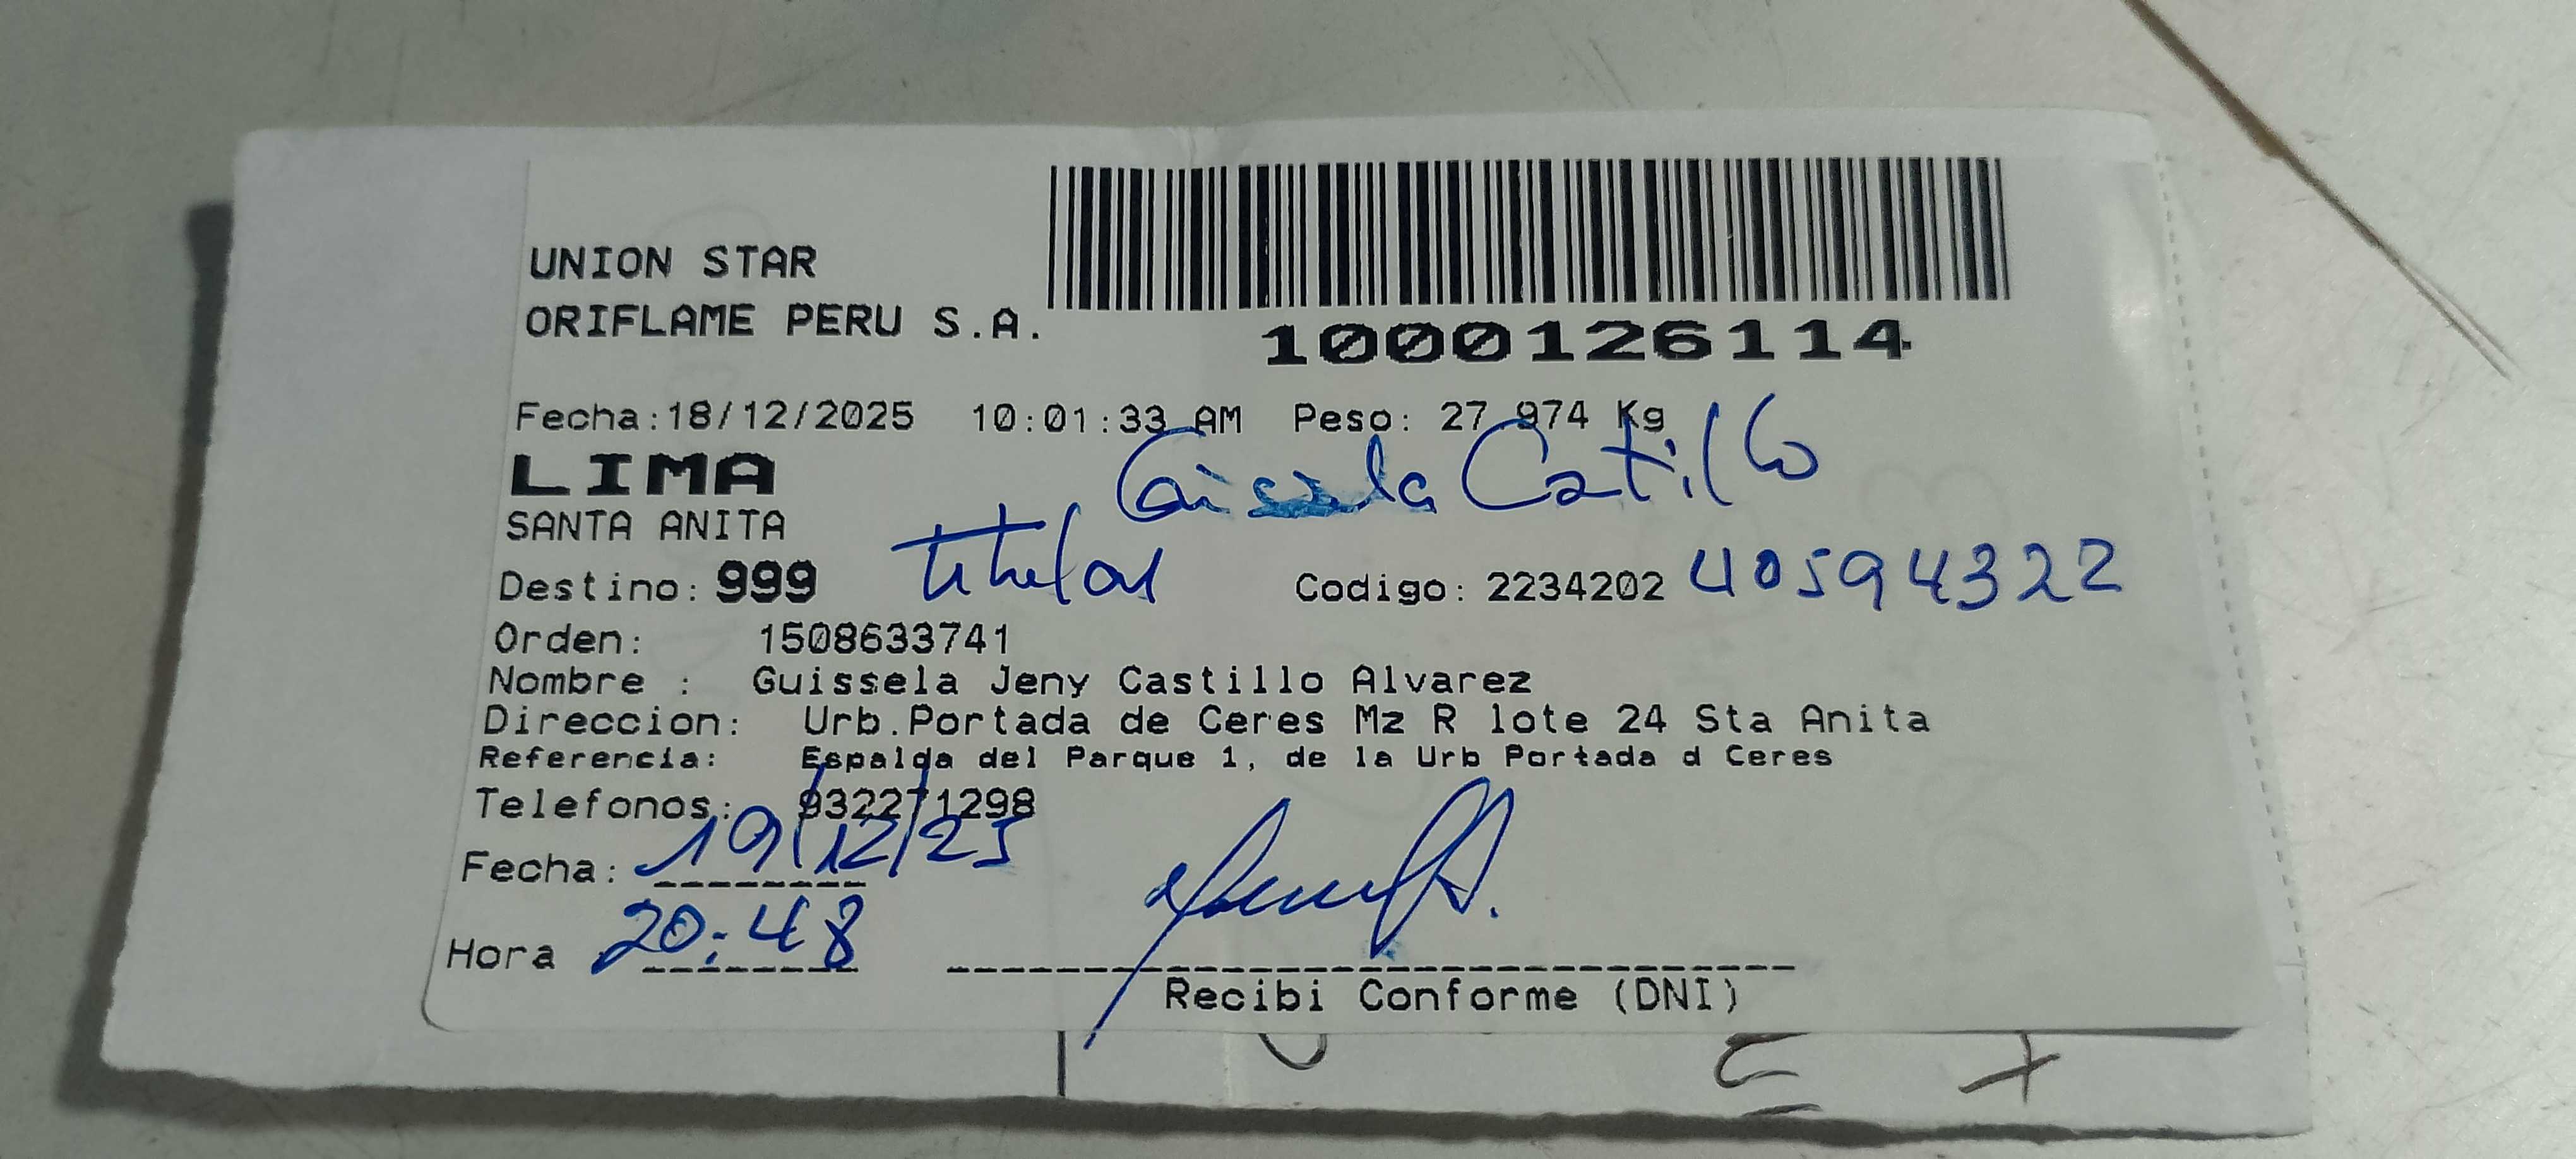 UNION STAR
ORIFLAME PERU S.A.
1000126114
Fecha:18/12/2025 10:01:33 AM Peso: 27.974 Kg
LIMA
Guissela Castillo
SANTA ANITA
titular
Destino: 999 Codigo: 2234202 40594322
Orden: 1508633741
Nombre : Guissela Jeny Castillo Alvarez
Direccion: Urb.Portada de Ceres Mz R lote 24 Sta Anita
Referencia: Espalda del Parque 1, de la Urb Portada d Ceres
Telefonos: 932271298
Fecha: 19/12/25
Hora 20:48
Recibi Conforme (DNI)